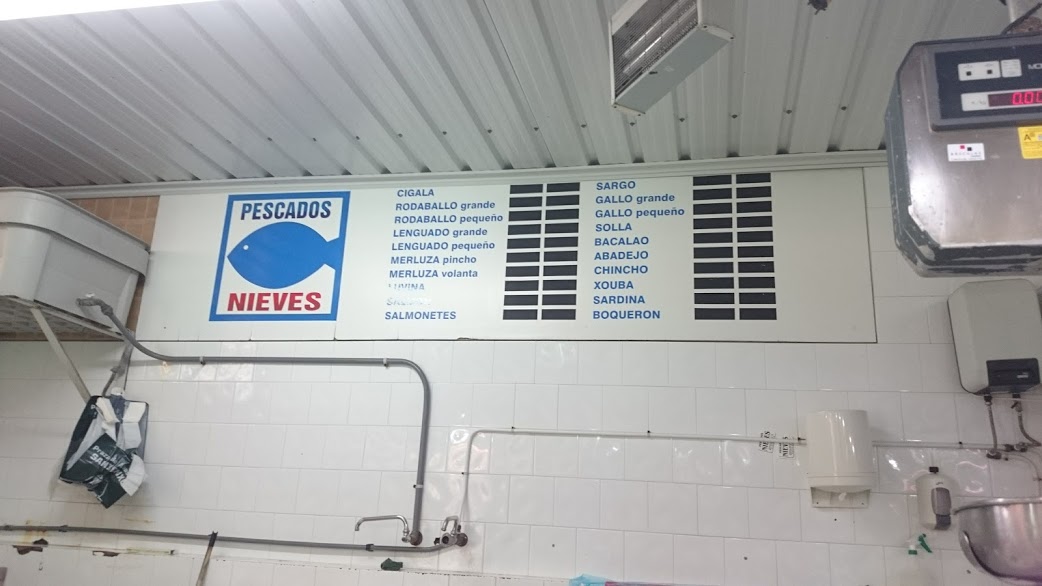 PESCADOS
NIEVES
CIGALA
RODABALLO grande
RODABALLO pequeño
LENGUADO grande
LENGUADO pequeño
MERLUZA pincho
MERLUZA volanta
SALMONETES
SARGO
GALLO grande
GALLO pequeño
SOLLA
BACALAO
ABADEJO
CHINCHO
XOUBA
SARDINA
BOQUERON